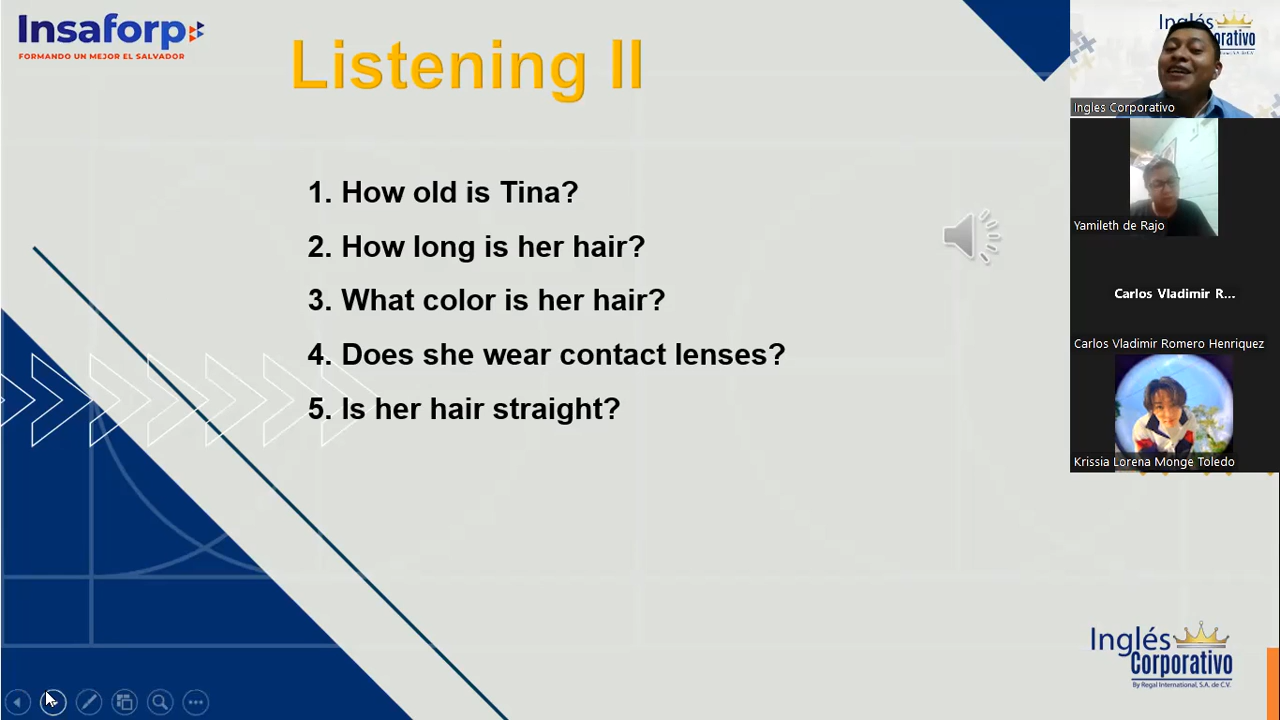 Insaforp
FORMANDO UN MEJOR EL SALVADOR
Listening II
1. How old is Tina?
2. How long is her hair?
3. What color is her hair?
4. Does she wear contact lenses?
5. Is her hair straight?
Inglés
Ingles Corporativo
Yamileth de Rajo
Carlos Vladimir R...
Carlos Vladimir Romero Henriquez
Krissia Lorena Monge Toledo
Inglés
Corporativo
By Regal International, S.A. de C.V.